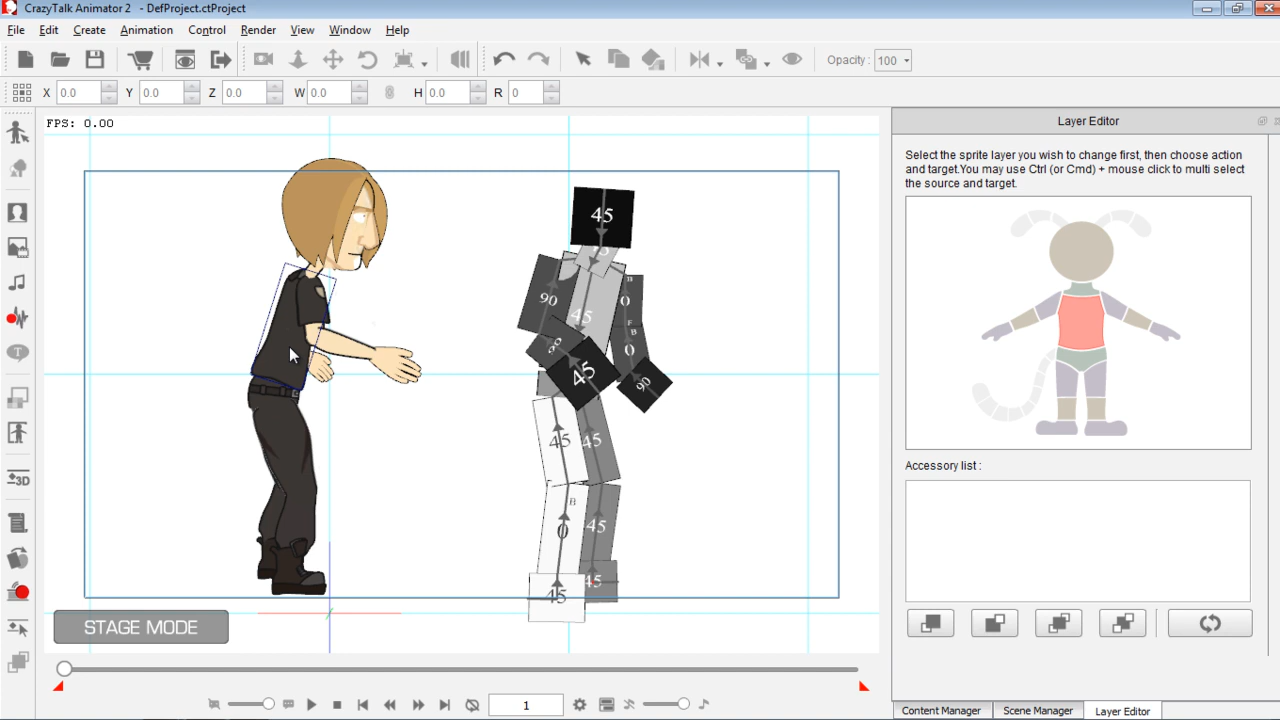 CrazyTalk Animator 2 - DefProject.ctProject
File Edit Create Animation Control Render View Window Help
Opacity : 100
X 0.0 Y 0.0 Z 0.0 W 0.0 H 0.0 R 0
FPS: 0.00
Layer Editor
Select the sprite layer you wish to change first, then choose action
and target.You may use Ctrl (or Cmd) + mouse click to multi select
the source and target.
45
90
45
0
B
F
B
90
0
45
90
45
45
B
0
45
45
45
3D
Accessory list :
STAGE MODE
1
Content Manager Scene Manager Layer Editor